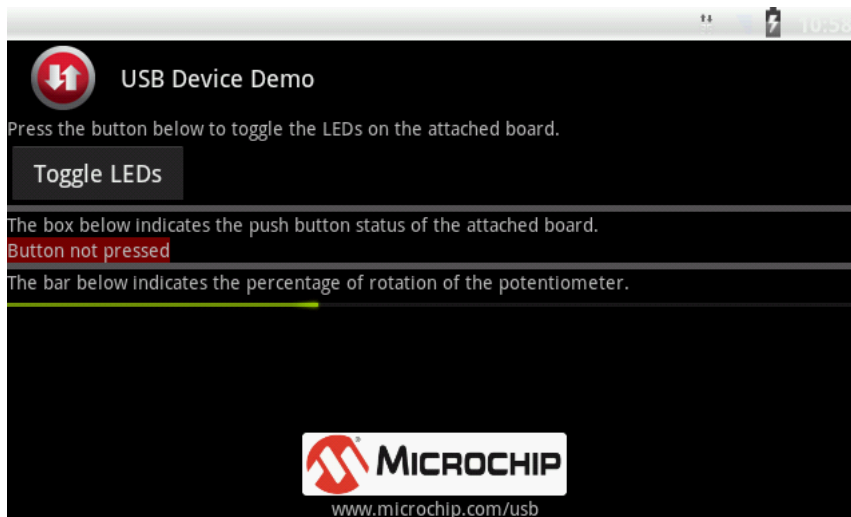 10:58
USB Device Demo
Press the button below to toggle the LEDs on the attached board.
Toggle LEDs
The box below indicates the push button status of the attached board.
Button not pressed
The bar below indicates the percentage of rotation of the potentiometer.
MICROCHIP
www.microchip.com/usb